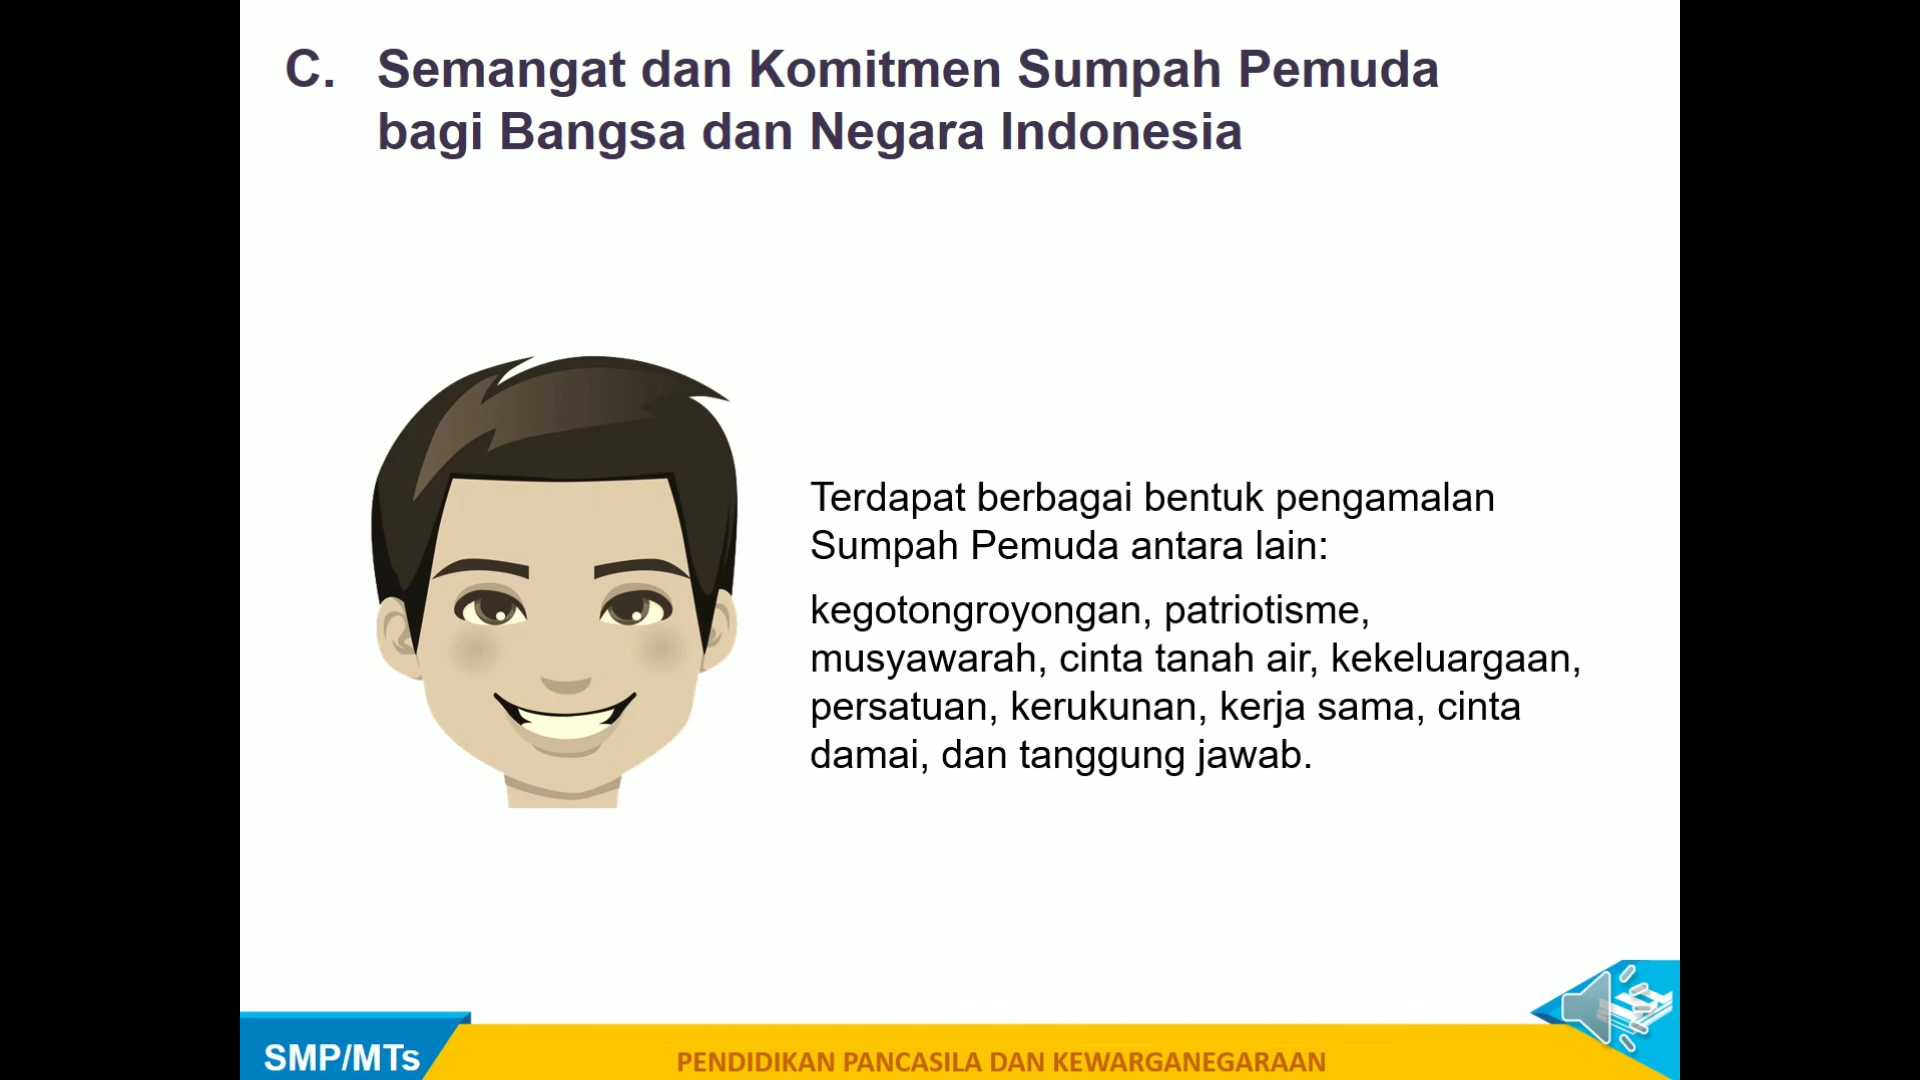 C. Semangat dan Komitmen Sumpah Pemuda
bagi Bangsa dan Negara Indonesia
Terdapat berbagai bentuk pengamalan
Sumpah Pemuda antara lain:
kegotongroyongan, patriotisme,
musyawarah, cinta tanah air, kekeluargaan,
persatuan, kerukunan, kerja sama, cinta
damai, dan tanggung jawab.
SMP/MTs
PENDIDIKAN PANCASILA DAN KEWARGANEGARAAN